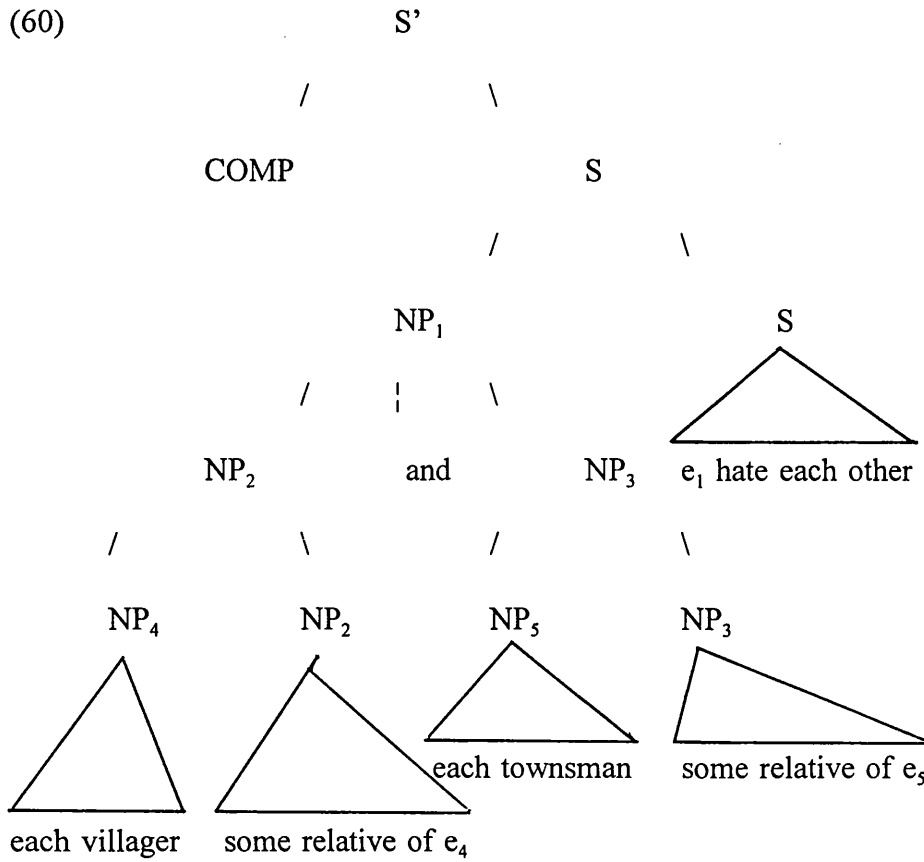 (60) S’
COMP S
NP₁ S
NP₂ and NP₃ e₁ hate each other
NP₄ NP₂ NP₅ NP₃
each townsman some relative of e₅
each villager some relative of e₄